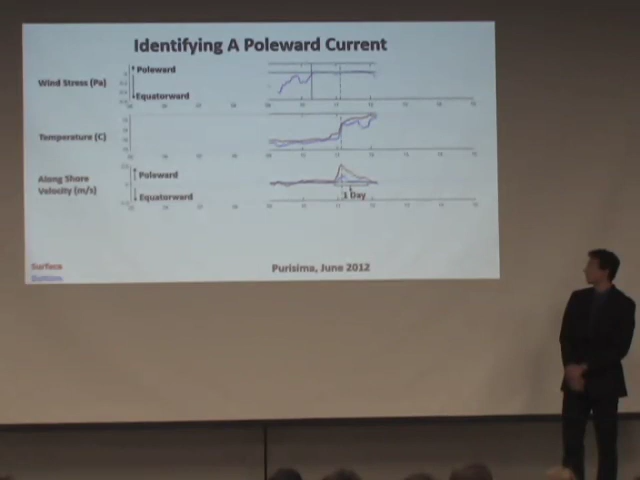 Identifying A Poleward Current
Wind Stress (Pa)
Poleward
Equatorward
Temperature (C)
Along Shore
Velocity (m/s)
Poleward
Equatorward
1 Day
Surface
Bottom
Purisima, June 2012